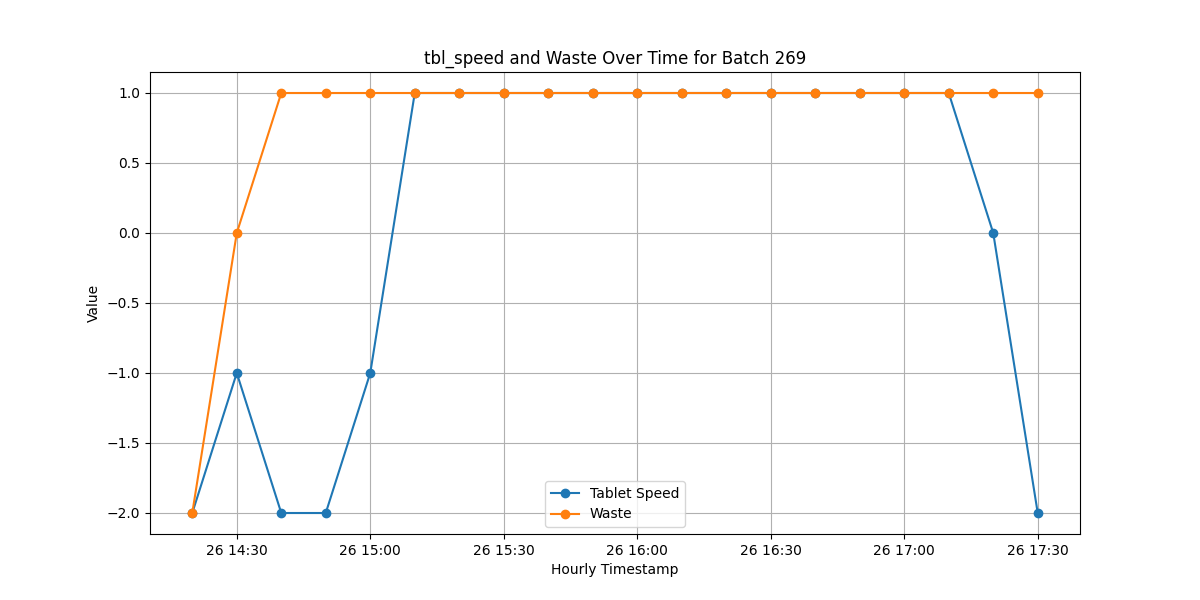 tbl_speed and Waste Over Time for Batch 269
1.0
0.5
0.0
−0.5
−1.0
−1.5
−2.0
Value
Tablet Speed
Waste
26 14:30 26 15:00 26 15:30 26 16:00 26 16:30 26 17:00 26 17:30
Hourly Timestamp